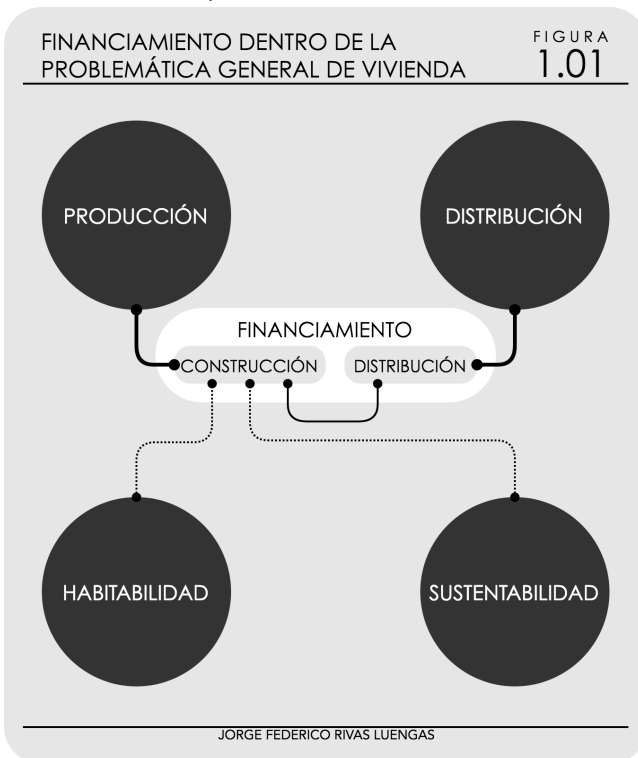 FINANCIAMIENTO DENTRO DE LA
PROBLEMÁTICA GENERAL DE VIVIENDA
FIGURA
1.01
PRODUCCIÓN
DISTRIBUCIÓN
FINANCIAMIENTO
CONSTRUCCIÓN
DISTRIBUCIÓN
HABITABILIDAD
SUSTENTABILIDAD
JORGE FEDERICO RIVAS LUENGAS